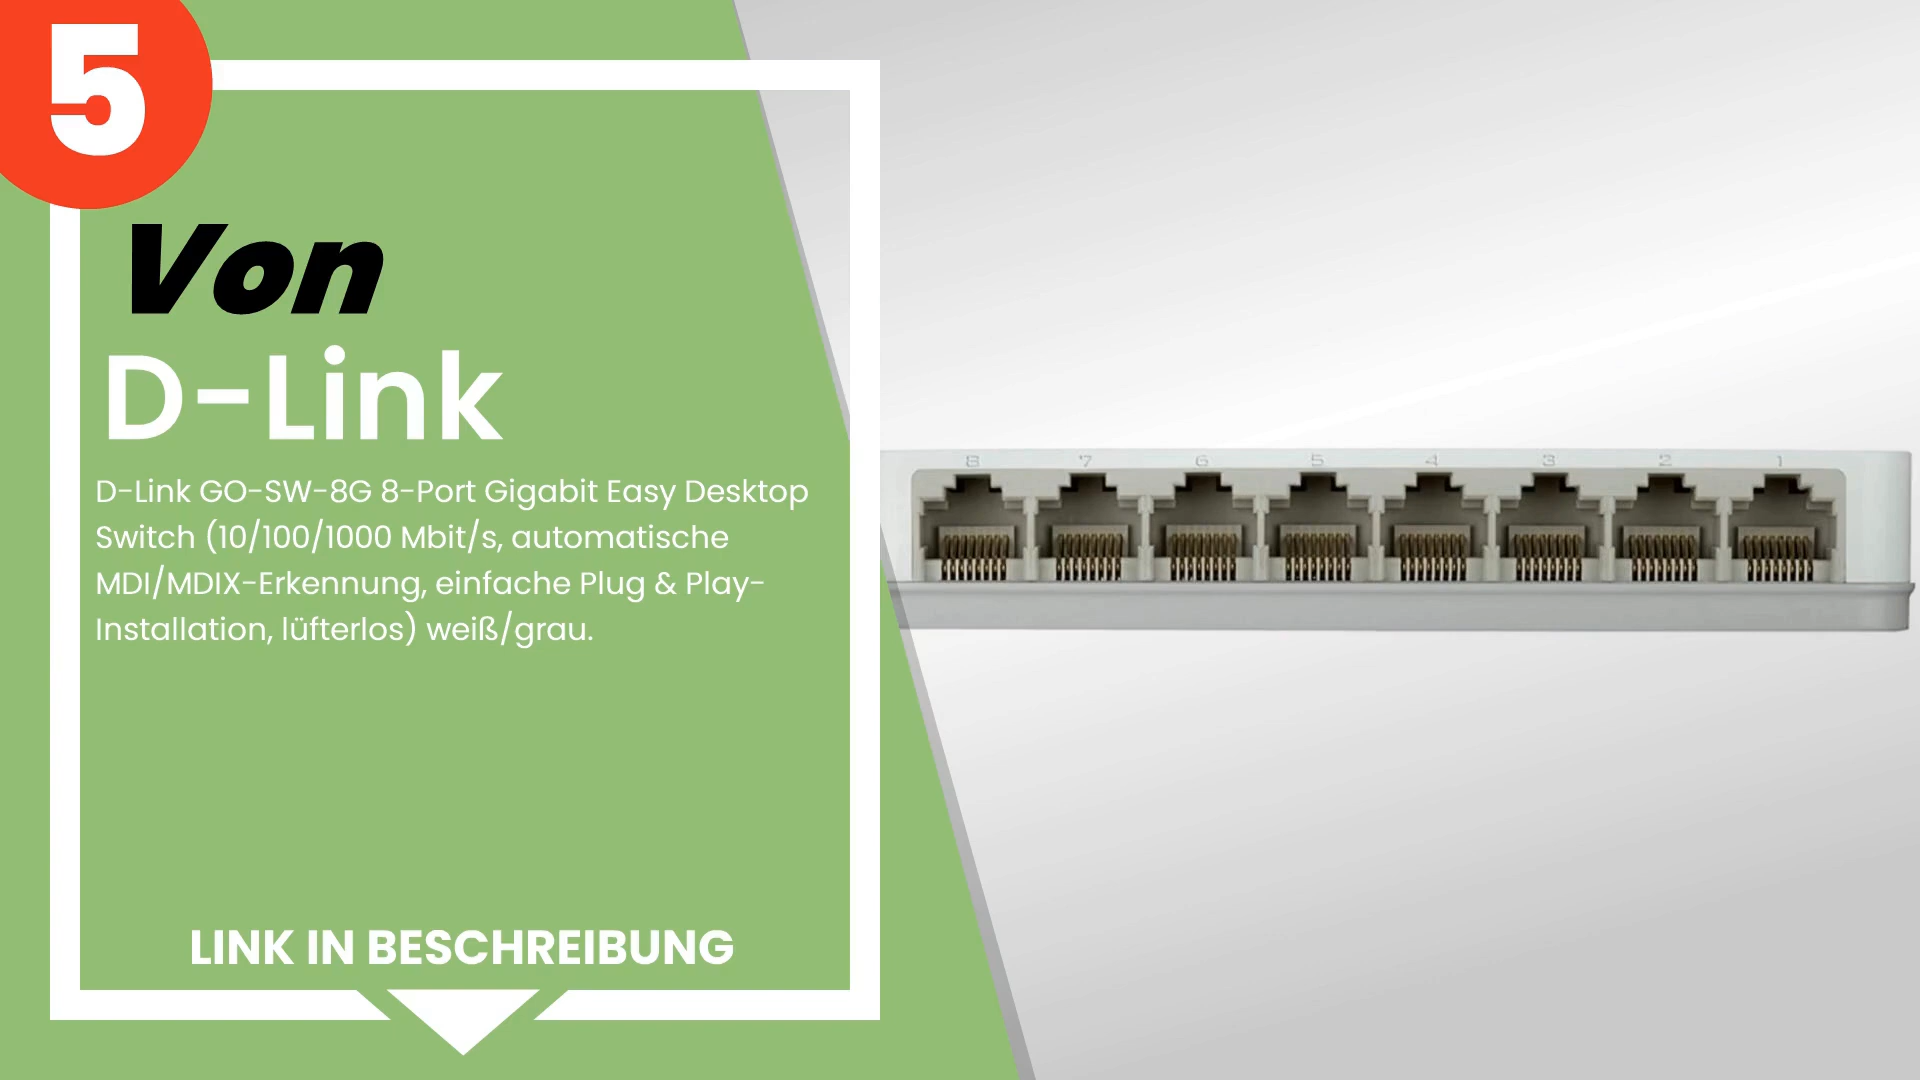 5
Von
D-Link
D-Link GO-SW-8G 8-Port Gigabit Easy Desktop
Switch (10/100/1000 Mbit/s, automatische
MDI/MDIX-Erkennung, einfache Plug & Play-
Installation, lüfterlos) weiß/grau.
LINK IN BESCHREIBUNG
8 7 6 5 4 3 2 1